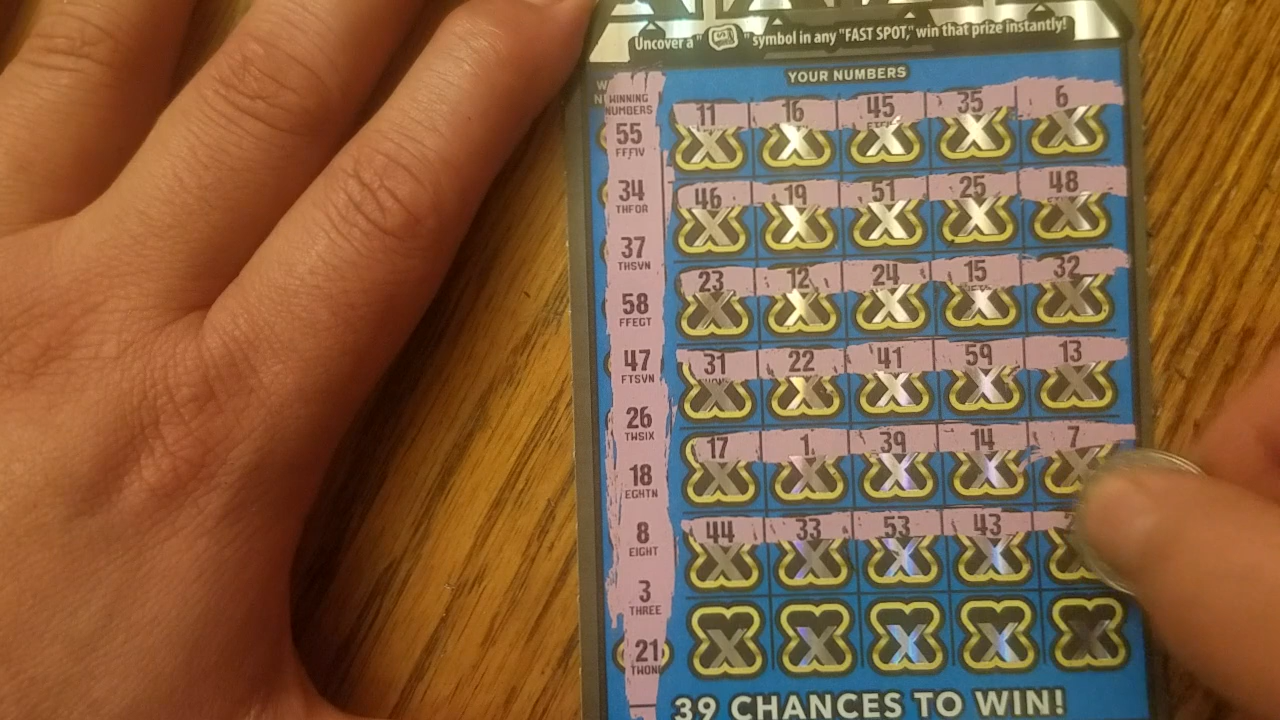 Uncover a " " symbol in any "FAST SPOT," win that prize instantly!
YOUR NUMBERS
WINNING
NUMBERS
55
FFFIV
34
THFOR
37
THSVN
58
FFEGT
47
FTSVN
26
TWSIX
18
EGHTN
8
EIGHT
3
THREE
21
TWONE
11 16 45 35 6
X X X X X
46 19 51 25 48
X X X X X
23 12 24 15 32
X X X X X
31 22 41 59 13
X X X X X
17 1 39 14 7
X X X X X
44 33 53 43
X X X X X
X X X X X
39 CHANCES TO WIN!